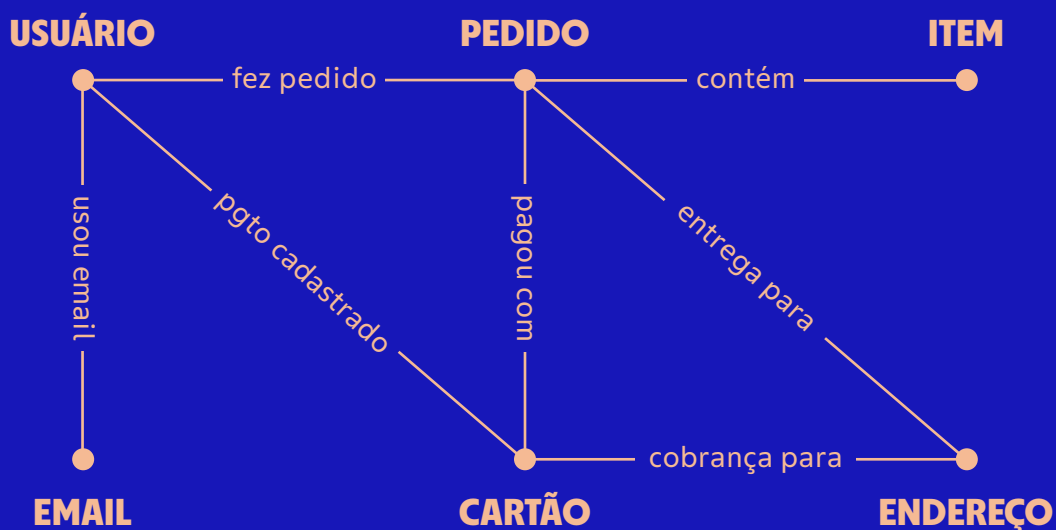 USUÁRIO
PEDIDO
ITEM
fez pedido
contém
usou email
pgto cadastrado
pagou com
entrega para
cobrança para
EMAIL
CARTÃO
ENDEREÇO